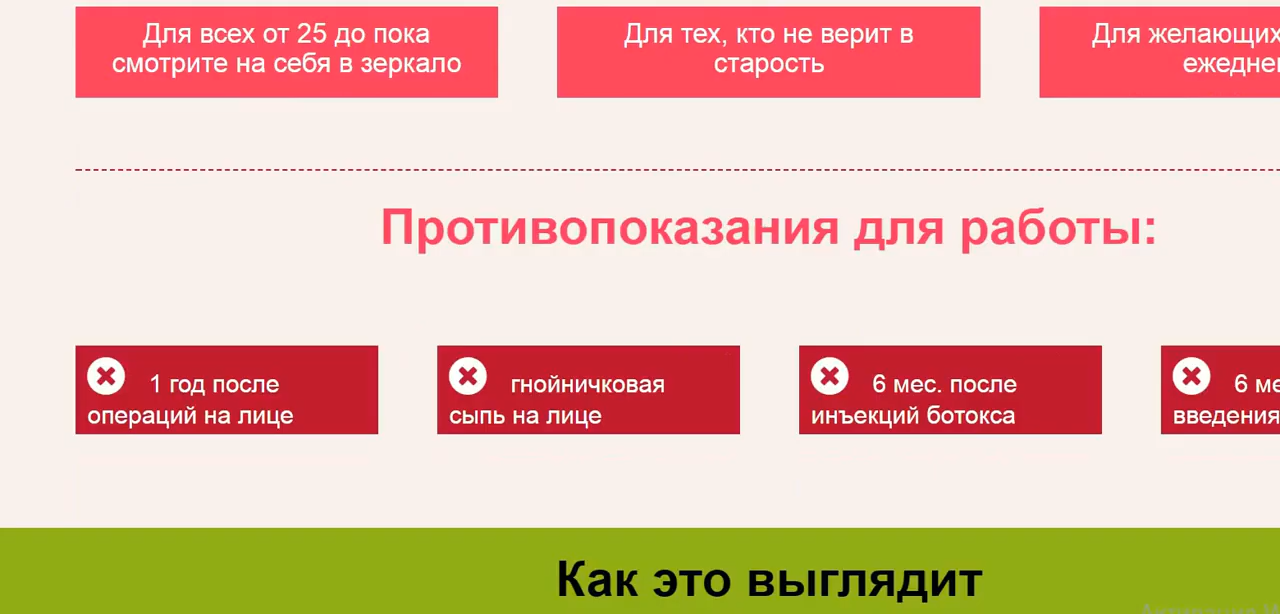 Для всех от 25 до пока
смотрите на себя в зеркало
Для тех, кто не верит в
старость
Для желающих
Противопоказания для работы:
1 год после
операций на лице
гнойничковая
сыпь на лице
6 мес. после
инъекций ботокса
6
введения
Как это выглядит